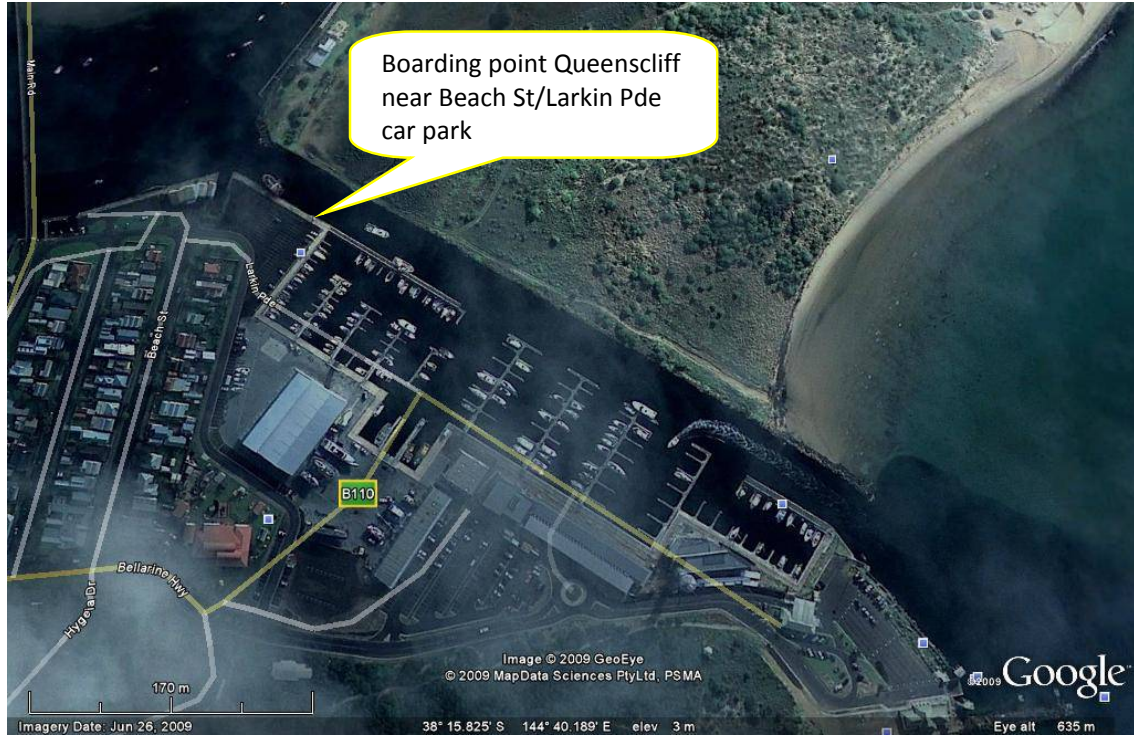 Boarding point Queenscliff
near Beach St/Larkin Pde
car park
Main Rd
Larkin Pde
Beach St
B110
Bellarine Hwy
Hygeia Dr
170 m
Image © 2009 GeoEye
© 2009 MapData Sciences PtyLtd, PSMA
©2009 Google
Imagery Date: Jun 26, 2009
38° 15.825' S 144° 40.189' E elev 3 m
Eye alt 635 m